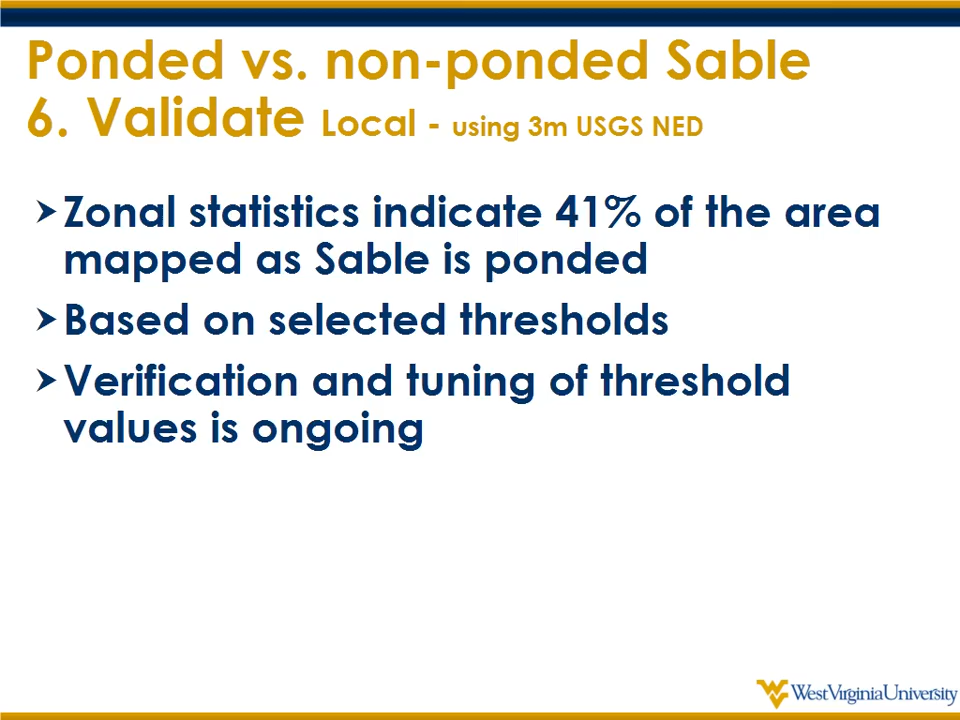 Ponded vs. non-ponded Sable
6. Validate Local - using 3m USGS NED
Zonal statistics indicate 41% of the area
mapped as Sable is ponded
Based on selected thresholds
Verification and tuning of threshold
values is ongoing
West Virginia University